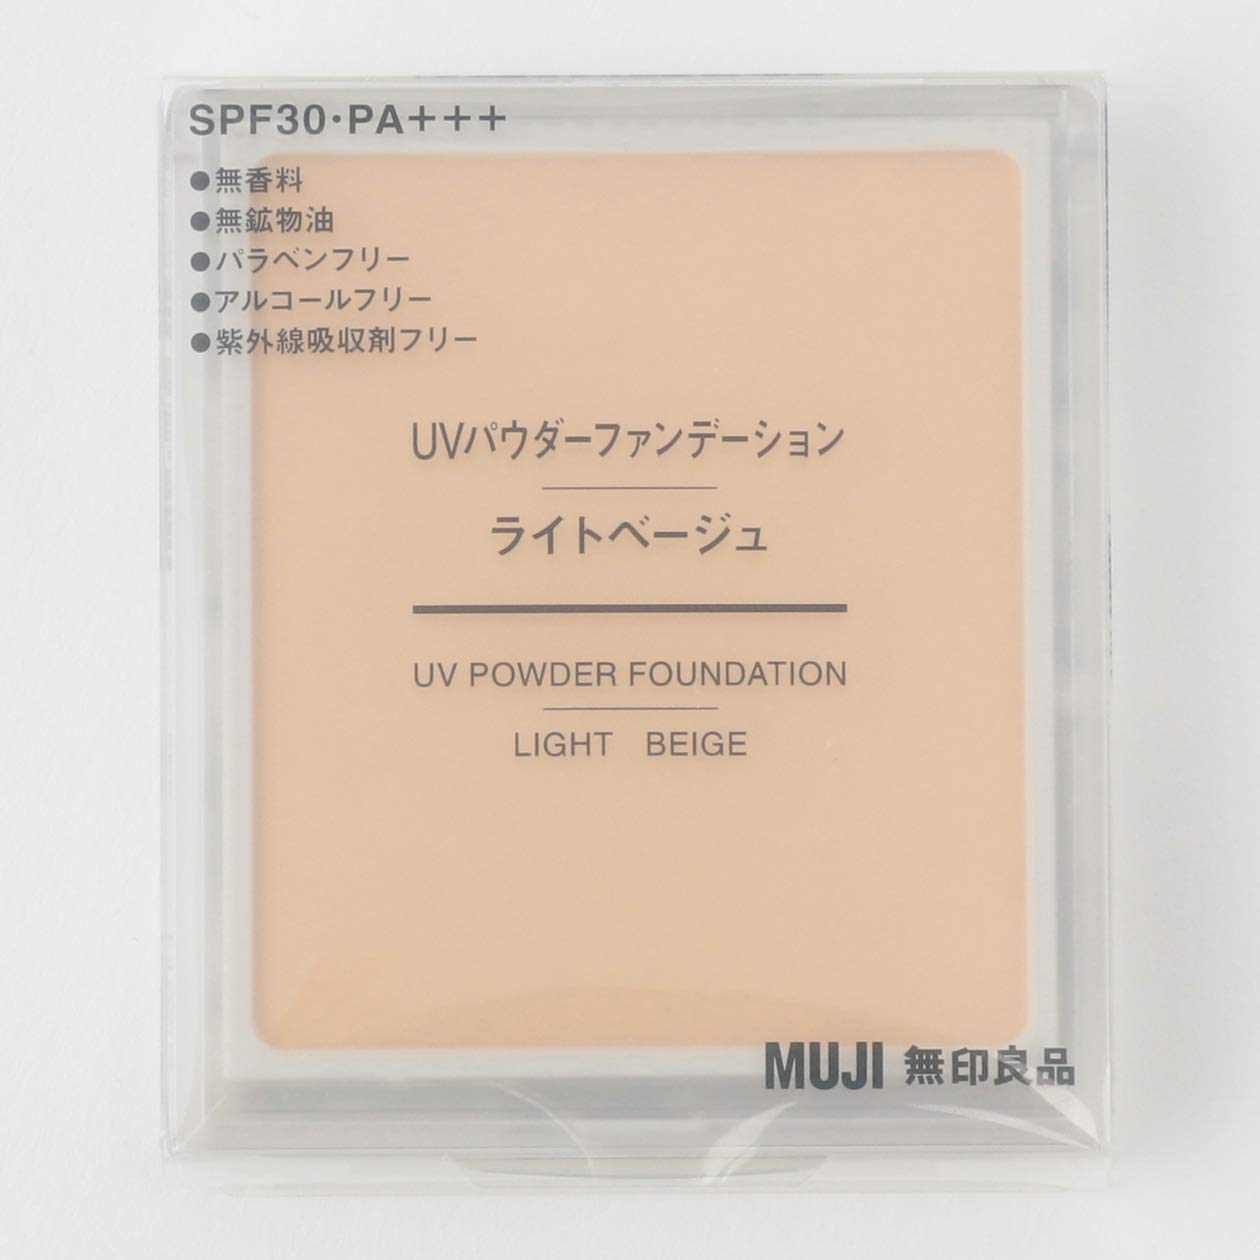 SPF30・PA+++
●無香料
●無鉱物油
●パラベンフリー
●アルコールフリー
●紫外線吸収剤フリー
UVパウダーファンデーション
ライトベージュ
UV POWDER FOUNDATION
LIGHT BEIGE
MUJI 無印良品